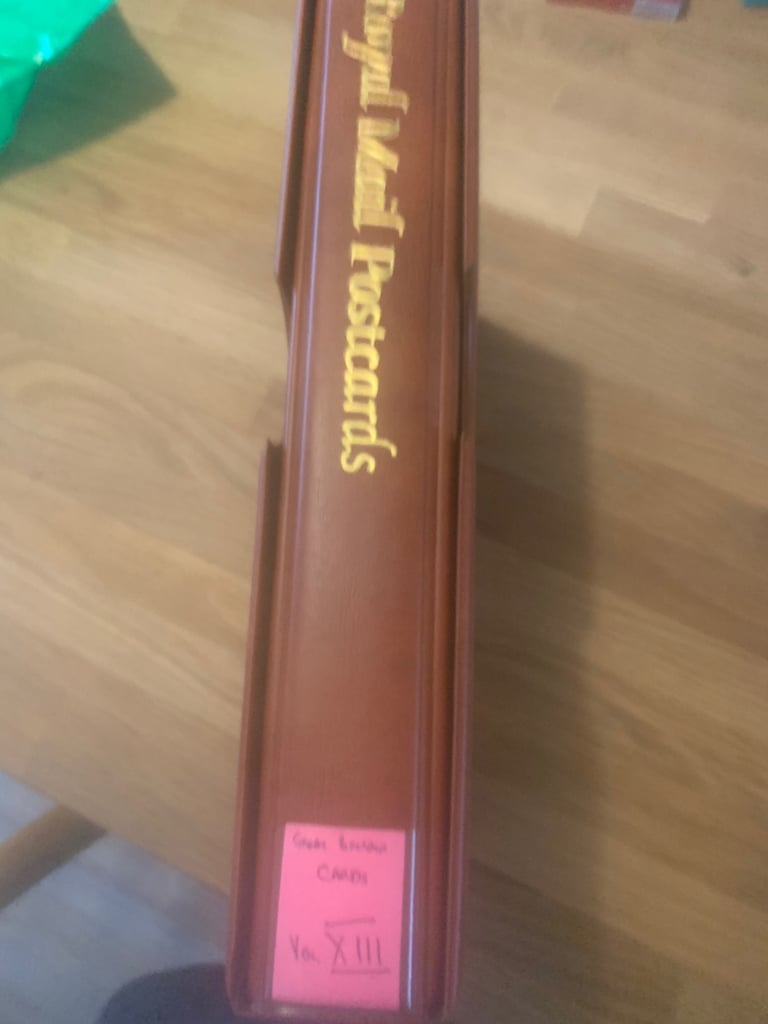 Royal Mail Postcards
Great Britain
CARDS
VOL. XIII